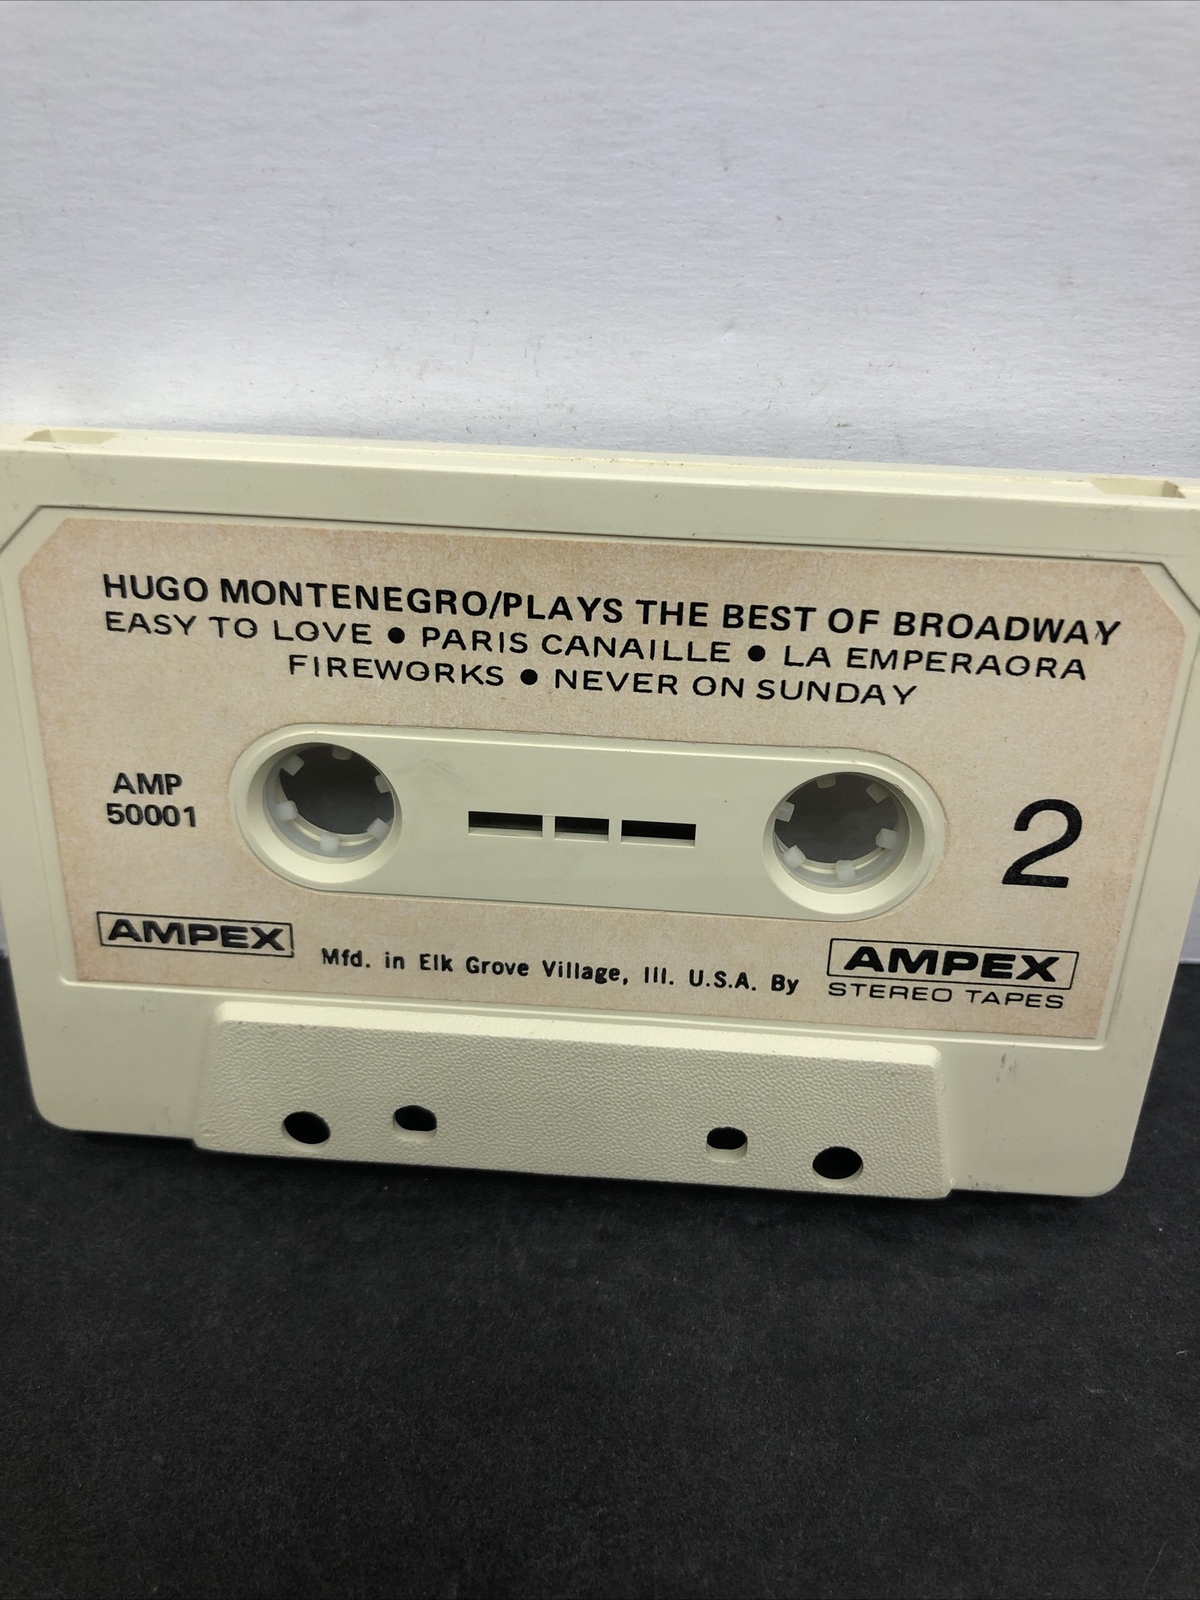 HUGO MONTENEGRO/PLAYS THE BEST OF BROADWAY
EASY TO LOVE ● PARIS CANAILLE ● LA EMPERAORA
FIREWORKS ● NEVER ON SUNDAY
AMP
50001
2
AMPEX
Mfd. in Elk Grove Village, Ill. U.S.A. By
AMPEX
STEREO TAPES